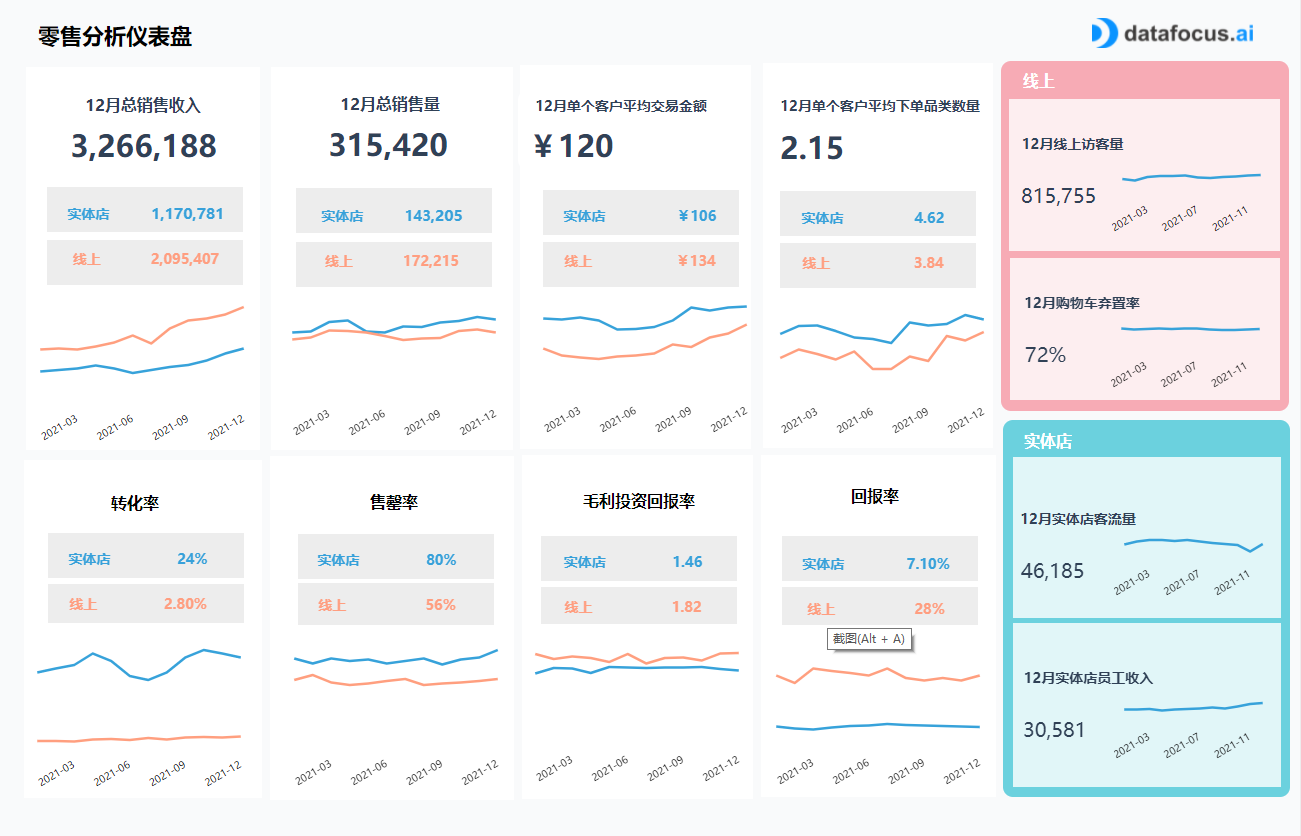 零售分析仪表盘
datafocus.ai
12月总销售收入
3,266,188
实体店 1,170,781
线上 2,095,407
2021-03 2021-06 2021-09 2021-12
12月总销售量
315,420
实体店 143,205
线上 172,215
2021-03 2021-06 2021-09 2021-12
12月单个客户平均交易金额
￥120
实体店 ￥106
线上 ￥134
2021-03 2021-06 2021-09 2021-12
12月单个客户平均下单品类数量
2.15
实体店 4.62
线上 3.84
2021-03 2021-06 2021-09 2021-12
线上
12月线上访客量
815,755
2021-03 2021-07 2021-11
12月购物车弃置率
72%
2021-03 2021-07 2021-11
转化率
实体店 24%
线上 2.80%
2021-03 2021-06 2021-09 2021-12
售罄率
实体店 80%
线上 56%
2021-03 2021-06 2021-09 2021-12
毛利投资回报率
实体店 1.46
线上 1.82
2021-03 2021-06 2021-09 2021-12
回报率
实体店 7.10%
线上 28%
截图(Alt + A)
2021-03 2021-06 2021-09 2021-12
实体店
12月实体店客流量
46,185
2021-03 2021-07 2021-11
12月实体店员工收入
30,581
2021-03 2021-07 2021-11